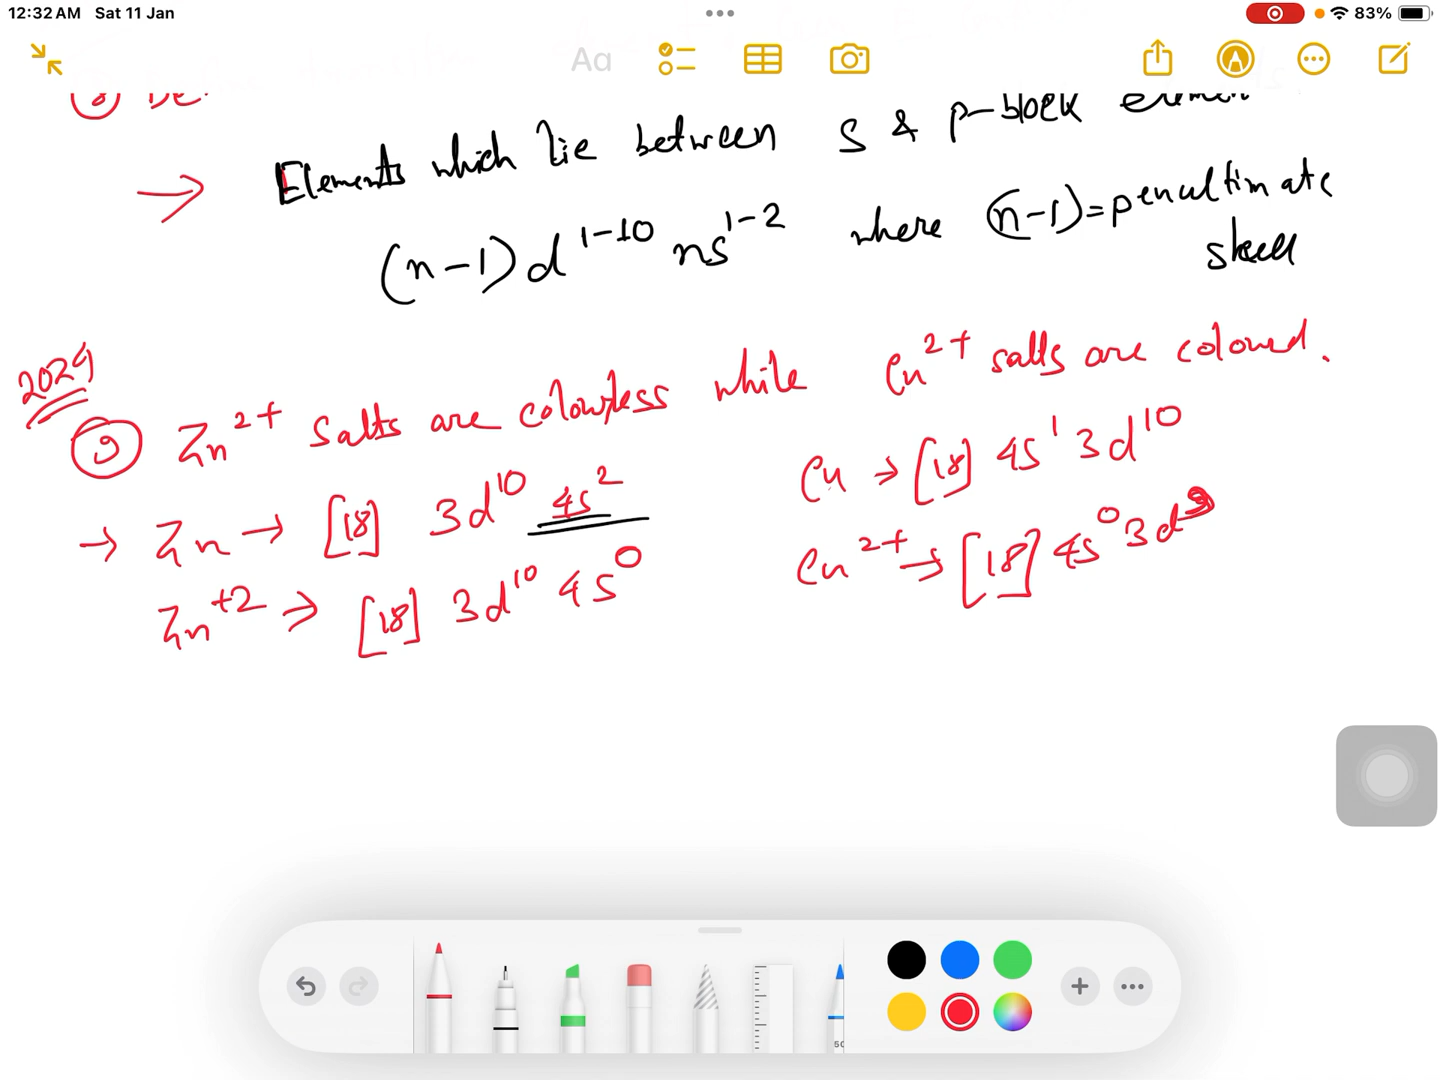 12:32 AM Sat 11 Jan
83%
Aa
Elements which lie between s & p-block
(n-1)d¹⁻¹⁰ ns¹⁻² where (n-1)=penultimate
shell
2024
③ Zn²⁺ salts are colourless while Cu²⁺ salts are coloured.
→ Zn → [18] 3d¹⁰ 4s²
Cu → [18] 4s¹ 3d¹⁰
Zn⁺² → [18] 3d¹⁰ 4s⁰
Cu²⁺ → [18] 4s⁰ 3d⁹